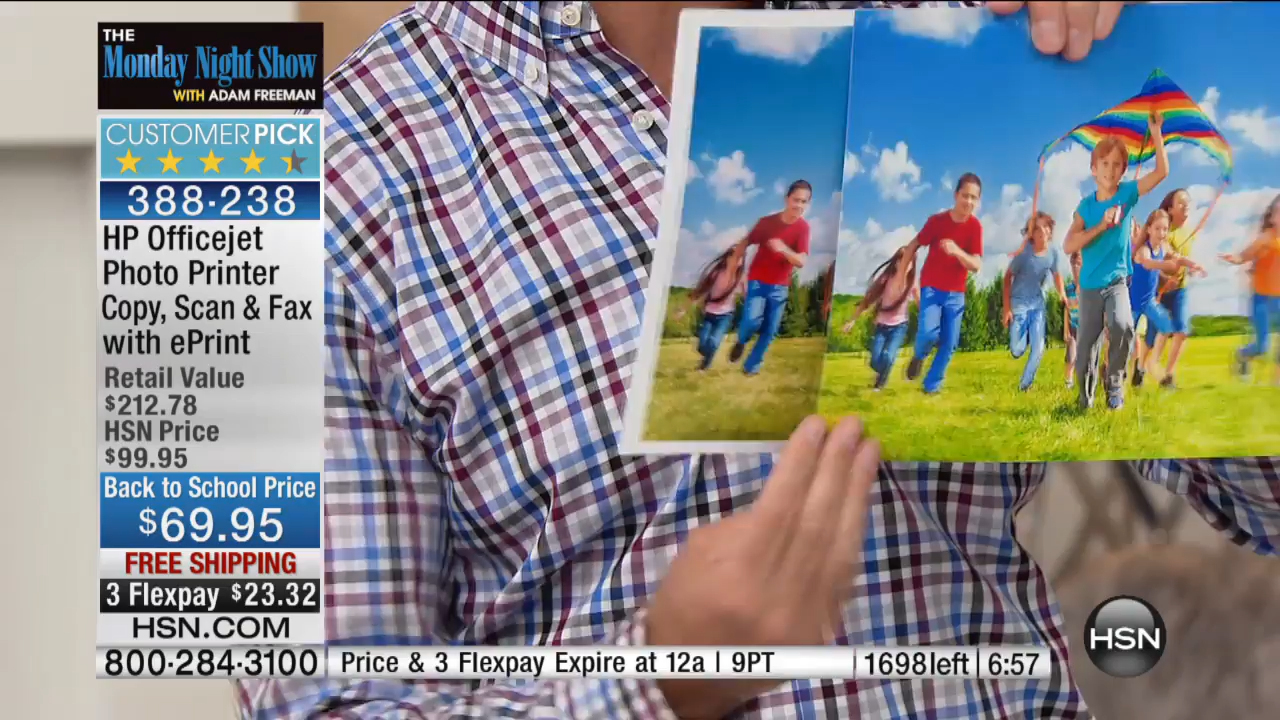 THE
Monday Night Show
WITH ADAM FREEMAN
CUSTOMER PICK
388-238
HP Officejet
Photo Printer
Copy, Scan & Fax
with ePrint
Retail Value
$212.78
HSN Price
$99.95
Back to School Price
$69.95
FREE SHIPPING
3 Flexpay $23.32
HSN.COM
800-284-3100 Price & 3 Flexpay Expire at 12a | 9PT 1698 left 6:57
HSN